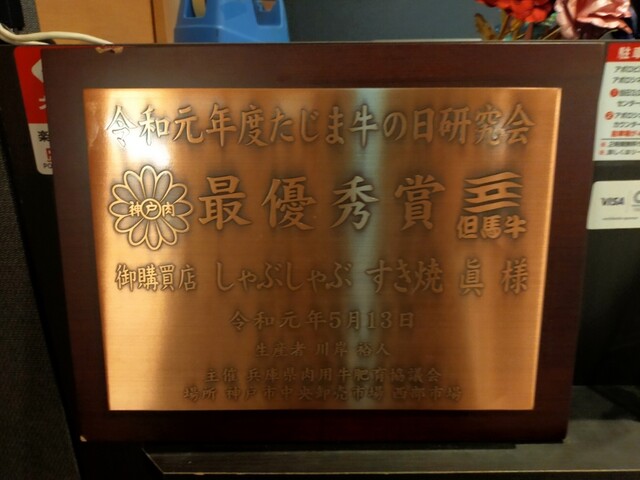 令和元年度たじま牛の日研究会
神戸肉
最優秀賞
但馬牛
御購買店 しゃぶしゃぶ すき焼 眞 様
令和元年5月13日
生産者 川岸 裕人
主催 兵庫県肉用牛肥育協議会
場所 神戸市中央卸売市場 西部市場
駐車
VISA